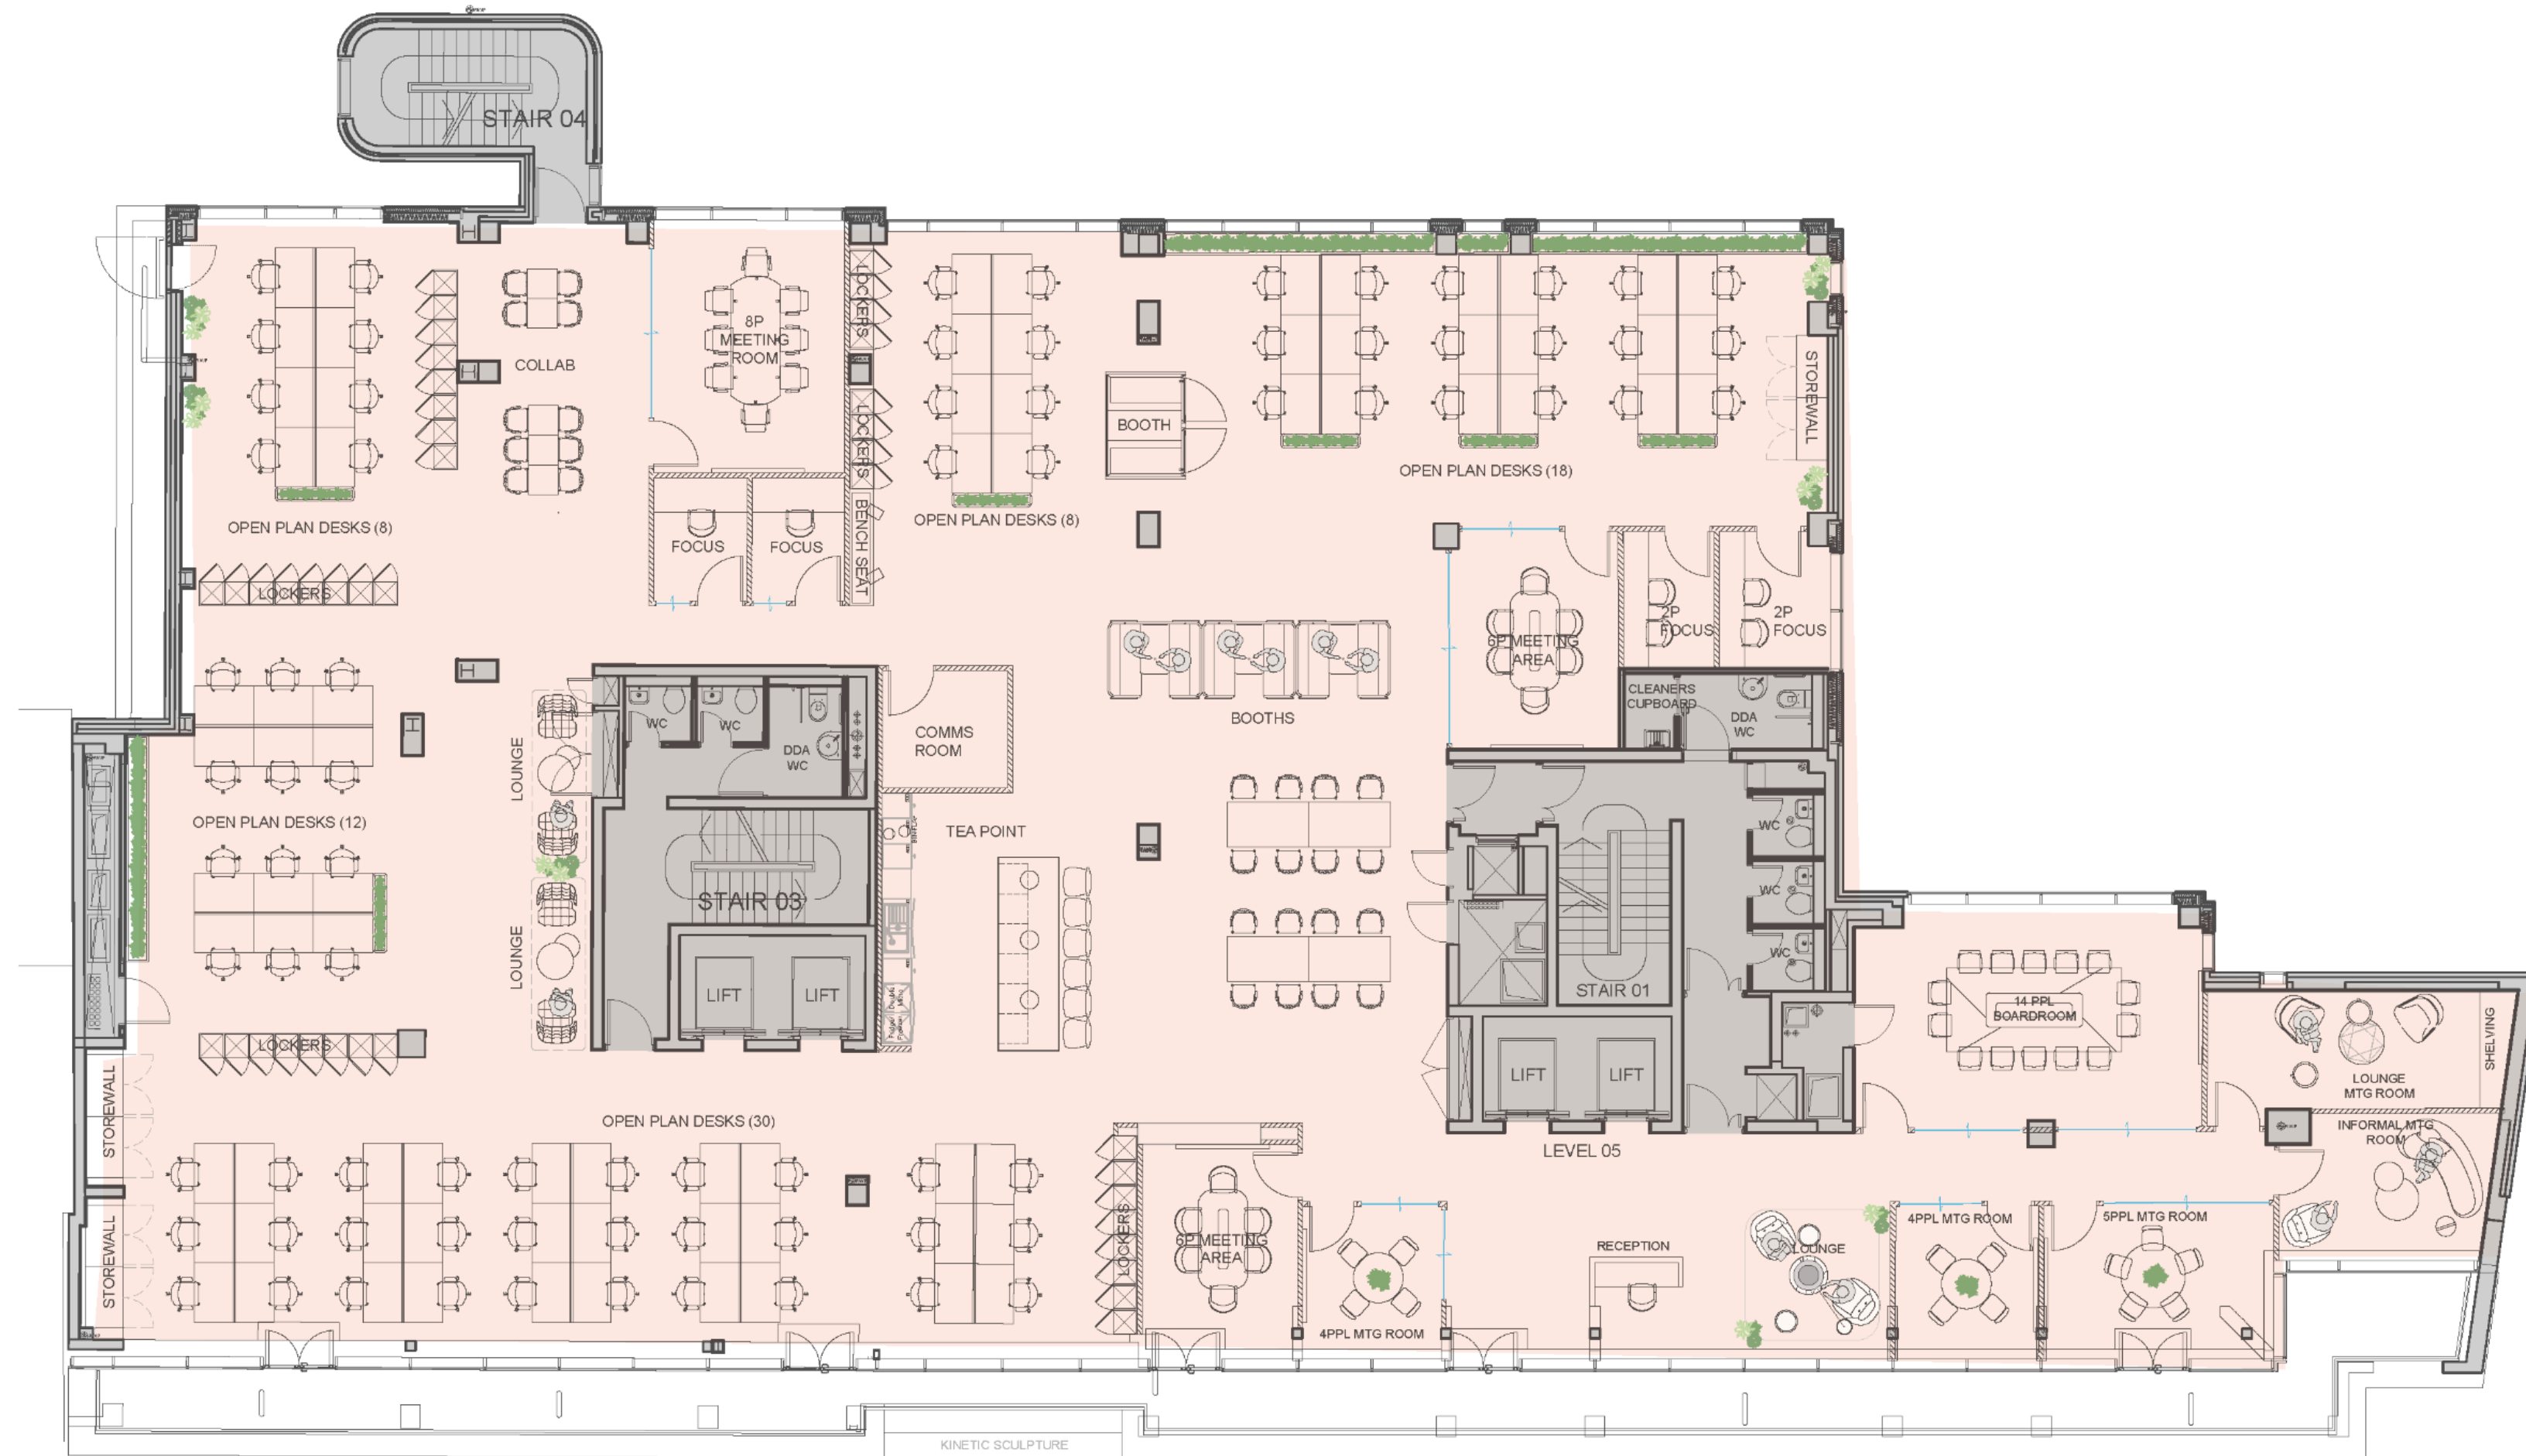 STAIR 04
LOCKERS
8P
MEETING
ROOM
COLLAB
BOOTH
STOREWALL
LOCKERS
OPEN PLAN DESKS (18)
OPEN PLAN DESKS (8)
OPEN PLAN DESKS (8)
FOCUS
FOCUS
BENCH SEAT
LOCKERS
2P
FOCUS
2P
FOCUS
6P MEETING
AREA
CLEANERS
CUPBOARD
DDA
WC
WC
WC
DDA
WC
COMMS
ROOM
BOOTHS
LOUNGE
OPEN PLAN DESKS (12)
TEA POINT
WC
WC
WC
STAIR 03
LOUNGE
LIFT
LIFT
STAIR 01
14 PPL
BOARDROOM
LOCKERS
SHELVING
LOUNGE
MTG ROOM
LIFT
LIFT
STOREWALL
OPEN PLAN DESKS (30)
INFORMAL MTG
ROOM
LEVEL 05
STOREWALL
LOCKERS
6P MEETING
AREA
RECEPTION
LOUNGE
4PPL MTG ROOM
5PPL MTG ROOM
4PPL MTG ROOM
KINETIC SCULPTURE